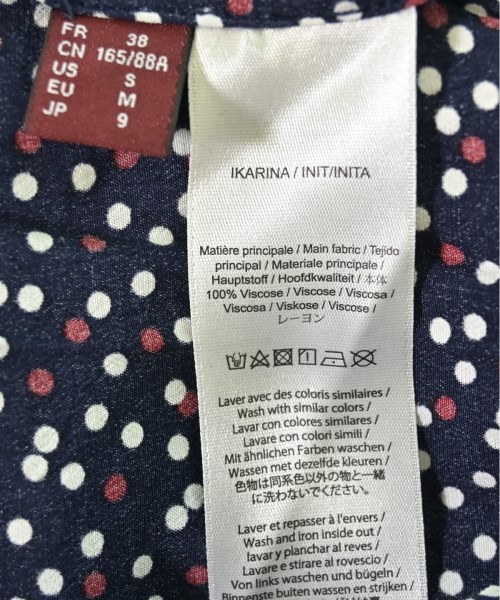 FR 38
CN 165/88A
US S
EU M
JP 9
IKARINA / INIT/INITA
Matière principale / Main fabric / Tejido
principal / Materiale principale /
Hauptstoff / Hoofdkwaliteit / 本体
100% Viscose / Viscose / Viscosa /
Viscosa / Viskose / Viscose /
レーヨン
Laver avec des coloris similaires /
Wash with similar colors /
Lavar con colores similares /
Lavare con colori simili /
Mit ähnlichen Farben waschen /
Wassen met dezelfde kleuren /
色物は同系色以外の物と一緒
に洗わないでください。
Laver et repasser à l'envers /
Wash and iron inside out /
lavar y planchar al reves /
Lavare e stirare al rovescio /
Von links waschen und bügeln /
Binnenste buiten wassen en strijken /